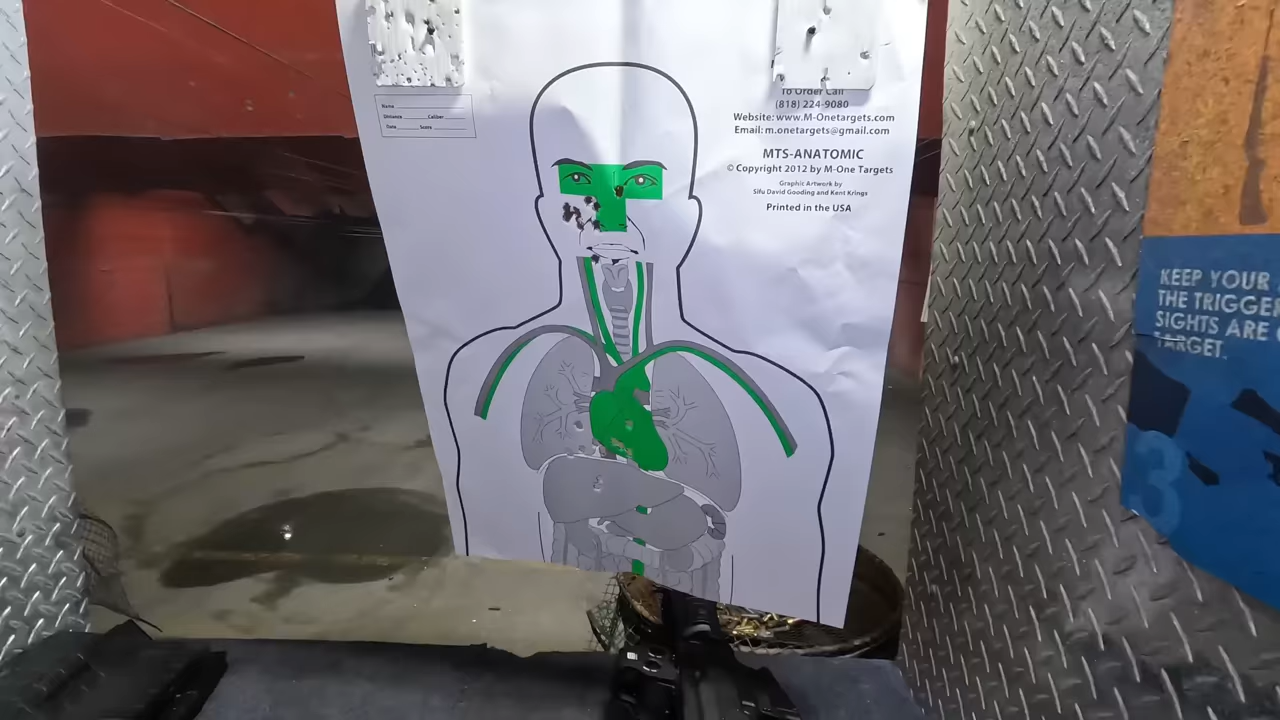 Name
Distance Caliber
Date Score
To Order Call
(818) 224-9080
Website: www.M-Onetargets.com
Email: m.onetargets@gmail.com
MTS-ANATOMIC
© Copyright 2012 by M-One Targets
Graphic Artwork by
Sifu David Gooding and Kent Krings
Printed in the USA
KEEP YOUR
THE TRIGGER
SIGHTS ARE
TARGET.
3